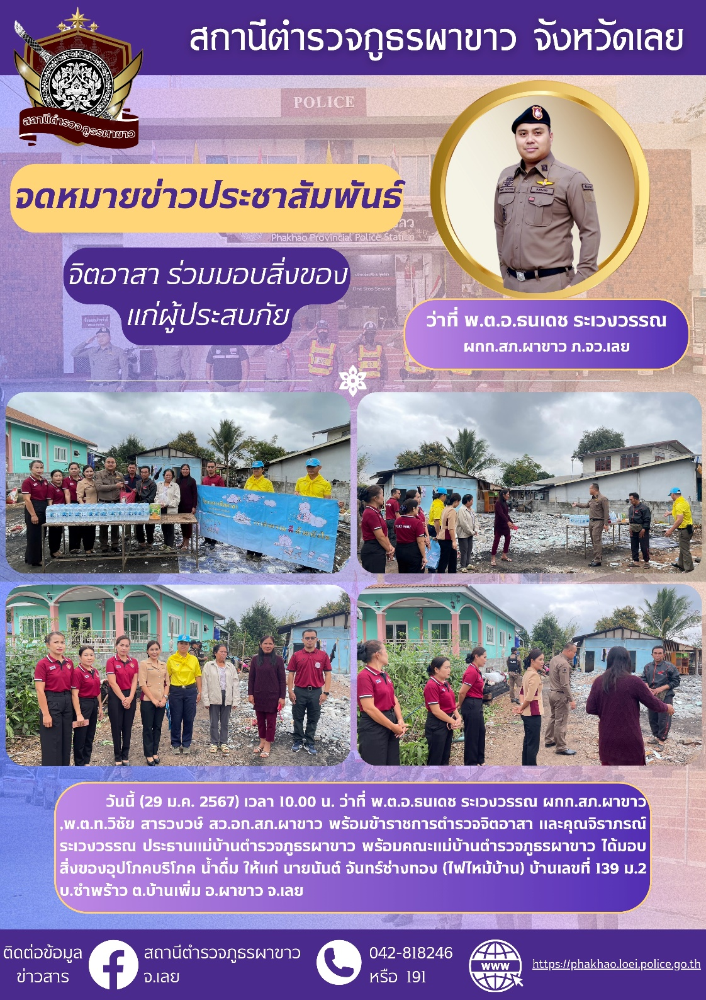 สถานีตำรวจภูธรผาขาว จังหวัดเลย
สถานีตำรวจภูธรผาขาว
POLICE
จดหมายข่าวประชาสัมพันธ์
Phakhao Provincial Police Station
จิตอาสา ร่วมมอบสิ่งของ
แก่ผู้ประสบภัย
One Stop Service
ว่าที่ พ.ต.อ.ธนเดช ระเวงวรรณ
ผกก.สภ.ผาขาว ภ.จว.เลย
วันนี้ (29 ม.ค. 2567) เวลา 10.00 น. ว่าที่ พ.ต.อ.ธนเดช ระเวงวรรณ ผกก.สภ.ผาขาว
,พ.ต.ท.วิชัย สารวงวษ์ สว.อก.สภ.ผาขาว พร้อมข้าราชการตำรวจจิตอาสา และคุณจิราภรณ์
ระเวงวรรณ ประธานแม่บ้านตำรวจภูธรผาขาว พร้อมคณะแม่บ้านตำรวจภูธรผาขาว ได้มอบ
สิ่งของอุปโภคบริโภค น้ำดื่ม ให้แก่ นายนันต์ จันทร์ช่างทอง (ไฟไหม้บ้าน) บ้านเลขที่ 139 ม.2
บ.ซำพร้าว ต.บ้านเพิ่ม อ.ผาขาว จ.เลย
ติดต่อข้อมูล
ข่าวสาร
สถานีตำรวจภูธรผาขาว
จ.เลย
042-818246
หรือ 191
www
https://phakhao.loei.police.go.th